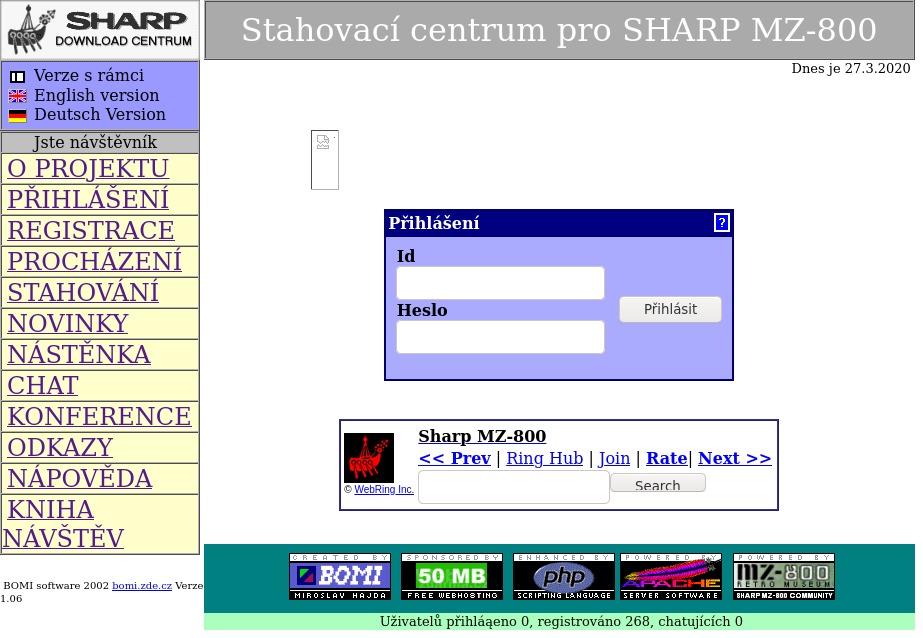 SHARP
DOWNLOAD CENTRUM
Stahovací centrum pro SHARP MZ-800
Dnes je 27.3.2020
Verze s rámci
English version
Deutsch Version
Jste návštěvník
O PROJEKTU
PŘIHLÁŠENÍ
REGISTRACE
PROCHÁZENÍ
STAHOVÁNÍ
NOVINKY
NÁSTĚNKA
CHAT
KONFERENCE
ODKAZY
NÁPOVĚDA
KNIHA
NÁVŠTĚV
BOMI software 2002 bomi.zde.cz Verze
1.06
Přihlášení ?
Id
Heslo
Přihlásit
Sharp MZ-800
<< Prev | Ring Hub | Join | Rate| Next >>
© WebRing Inc.
Search
CREATED BY
BOMI
MIROSLAV HAJDA
SPONSORED BY
50 MB
FREE WEBHOSTING
ENHANCED BY
php
SCRIPTING LANGUAGE
POWERED BY
APACHE
SERVER SOFTWARE
POWERED BY
mz-800
RETRO MUSEUM
SHARP MZ-800 COMMUNITY
Uživatelů přihláąeno 0, registrováno 268, chatujících 0